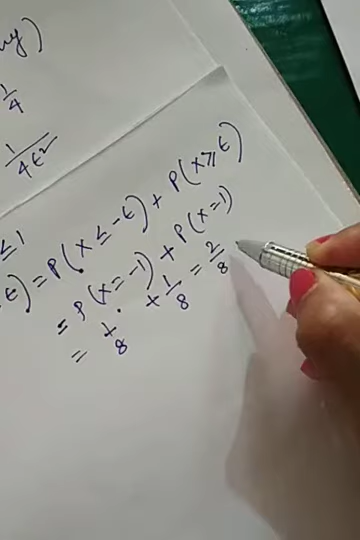 1/4
1/4ε²
≤ 1
ε) = P(X ≤ -ε) + P(X ≥ ε)
= P(X = -1) + P(X = 1)
= 1/8 + 1/8 = 2/8